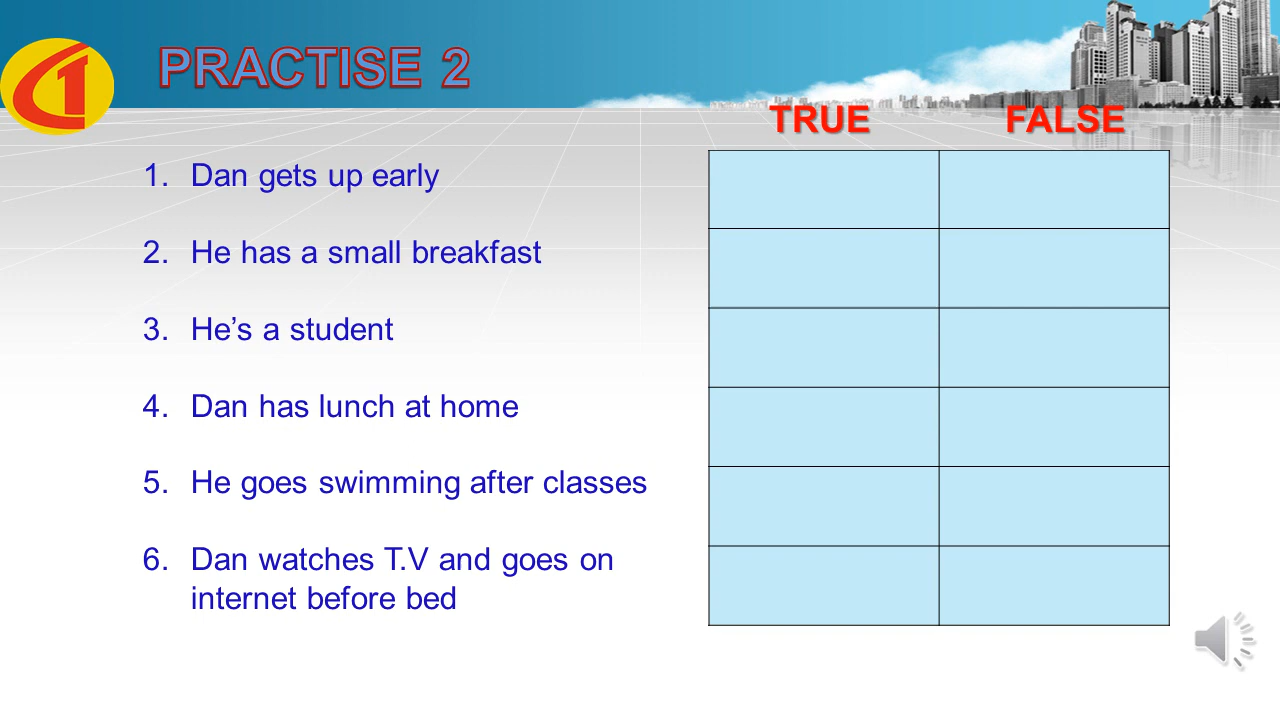 PRACTISE 2
TRUE FALSE
1. Dan gets up early
2. He has a small breakfast
3. He’s a student
4. Dan has lunch at home
5. He goes swimming after classes
6. Dan watches T.V and goes on
internet before bed